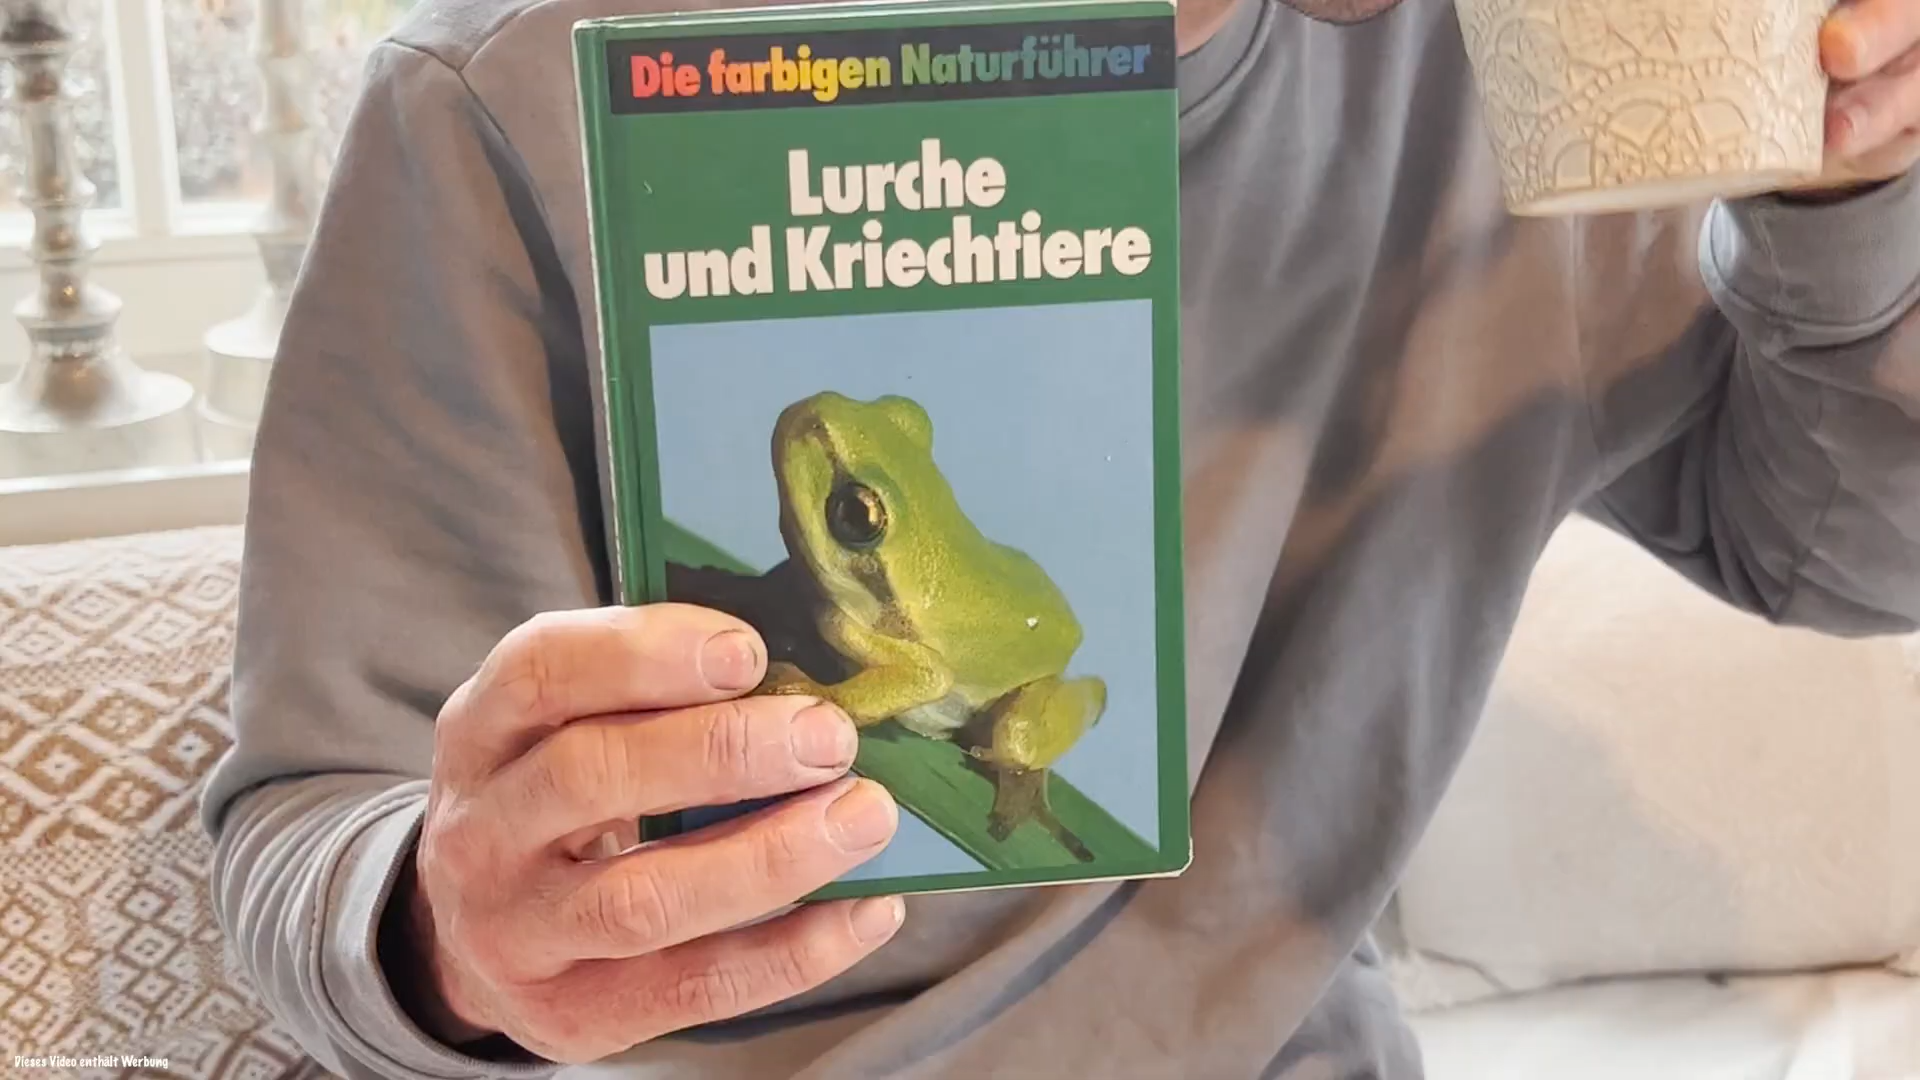 Die farbigen Naturführer
Lurche
und Kriechtiere
Dieses Video enthält Werbung